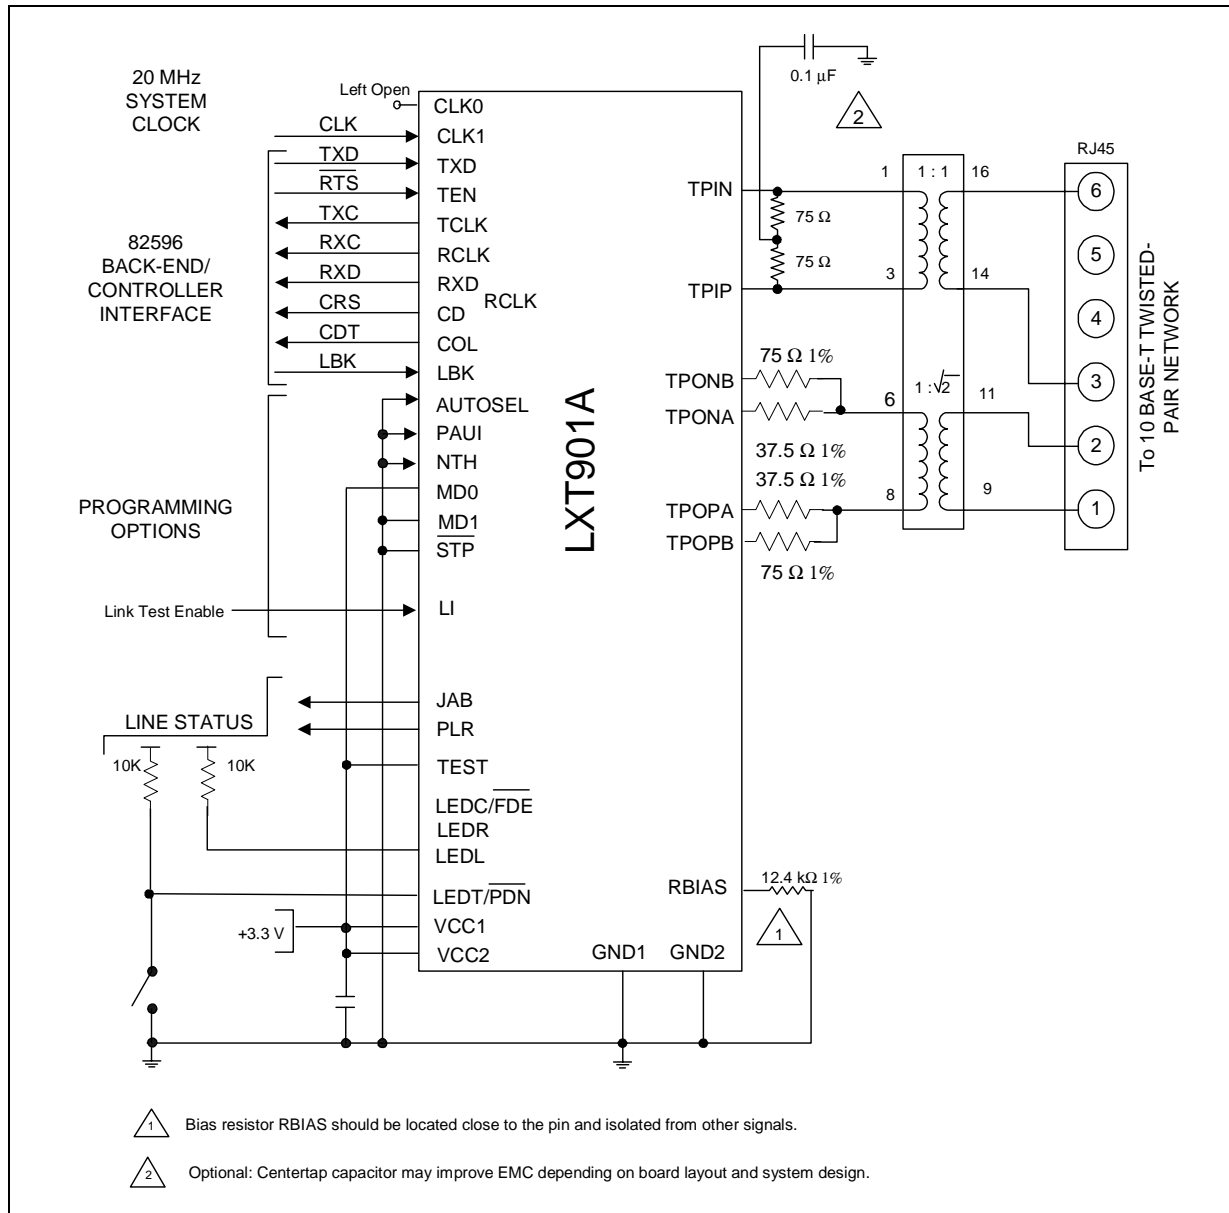 20 MHz
SYSTEM
CLOCK
Left Open
CLK0
CLK
CLK1
TXD
TXD
RTS
TEN
TXC
TCLK
RXC
RCLK
RXD
RXD
RCLK
CRS
CD
CDT
COL
LBK
LBK
82596
BACK-END/
CONTROLLER
INTERFACE
AUTOSEL
PAUI
NTH
MD0
MD1
STP
PROGRAMMING
OPTIONS
Link Test Enable
LI
JAB
PLR
LINE STATUS
10K
10K
TEST
LEDC/FDE
LEDR
LEDL
LEDT/PDN
+3.3 V
VCC1
VCC2
LXT901A
GND1
GND2
RBIAS
12.4 kΩ 1%
1
0.1 µF
2
TPIN
75 Ω
75 Ω
TPIP
1
1 : 1
16
3
14
TPONB
75 Ω 1%
TPONA
37.5 Ω 1%
37.5 Ω 1%
TPOPA
TPOPB
75 Ω 1%
6
1 : √2
11
8
9
RJ45
6
5
4
3
2
1
To 10 BASE-T TWISTED-
PAIR NETWORK
1 Bias resistor RBIAS should be located close to the pin and isolated from other signals.
2 Optional: Centertap capacitor may improve EMC depending on board layout and system design.